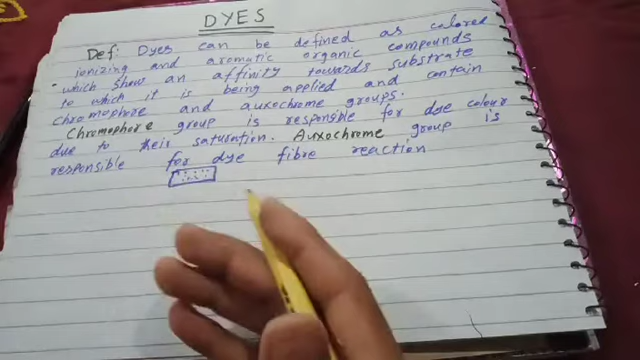 DYES
Def: Dyes can be defined as colored
ionizing and aromatic organic compounds
which show an affinity towards substrate
to which it is being applied and contain
chromophore and auxochrome groups.
Chromophore group is responsible for dye colour
due to their saturation. Auxochrome group is
responsible for dye fibre reaction